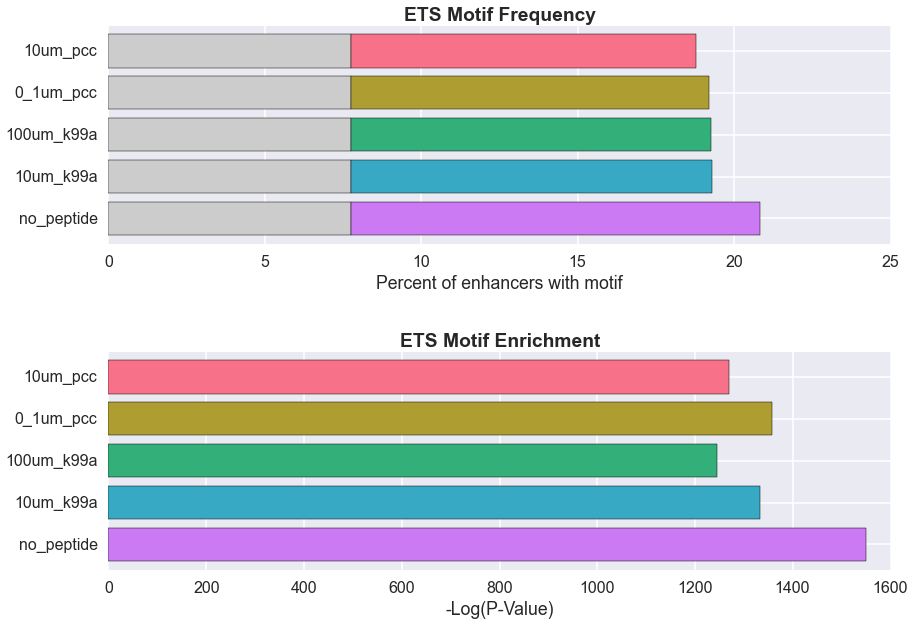 ETS Motif Frequency
10um_pcc
0_1um_pcc
100um_k99a
10um_k99a
no_peptide
0 5 10 15 20 25
Percent of enhancers with motif
ETS Motif Enrichment
10um_pcc
0_1um_pcc
100um_k99a
10um_k99a
no_peptide
0 200 400 600 800 1000 1200 1400 1600
-Log(P-Value)